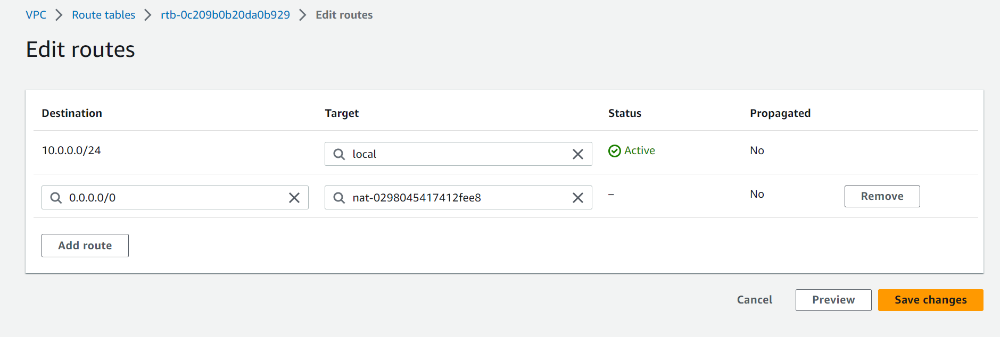 VPC > Route tables > rtb-0c209b0b20da0b929 > Edit routes
Edit routes
Destination Target Status Propagated
10.0.0.0/24 local Active No
0.0.0.0/0 nat-0298045417412fee8 – No Remove
Add route
Cancel Preview Save changes